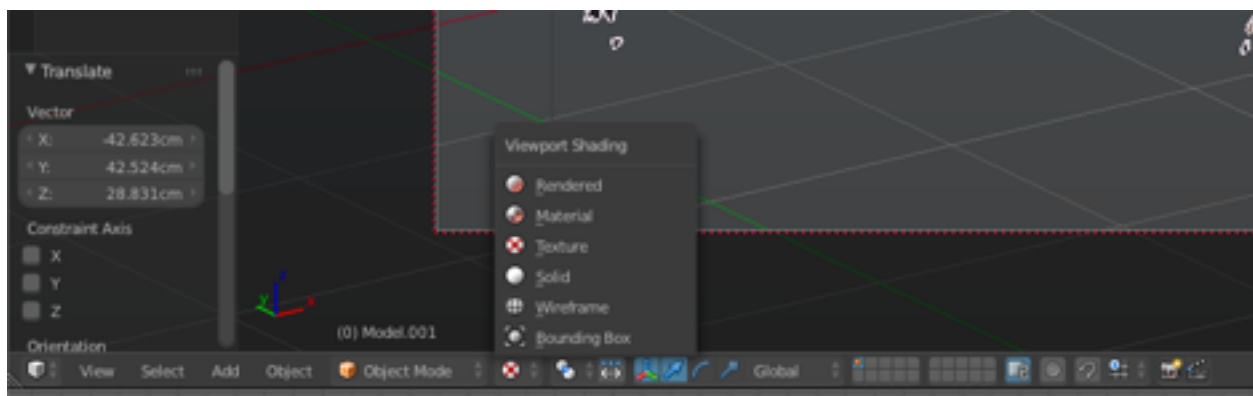 Translate
Vector
X: -42.623cm
Y: 42.524cm
Z: 28.831cm
Constraint Axis
X
Y
Z
Orientation
z
y x
(0) Model.001
Viewport Shading
Rendered
Material
Texture
Solid
Wireframe
Bounding Box
View Select Add Object Object Mode Global